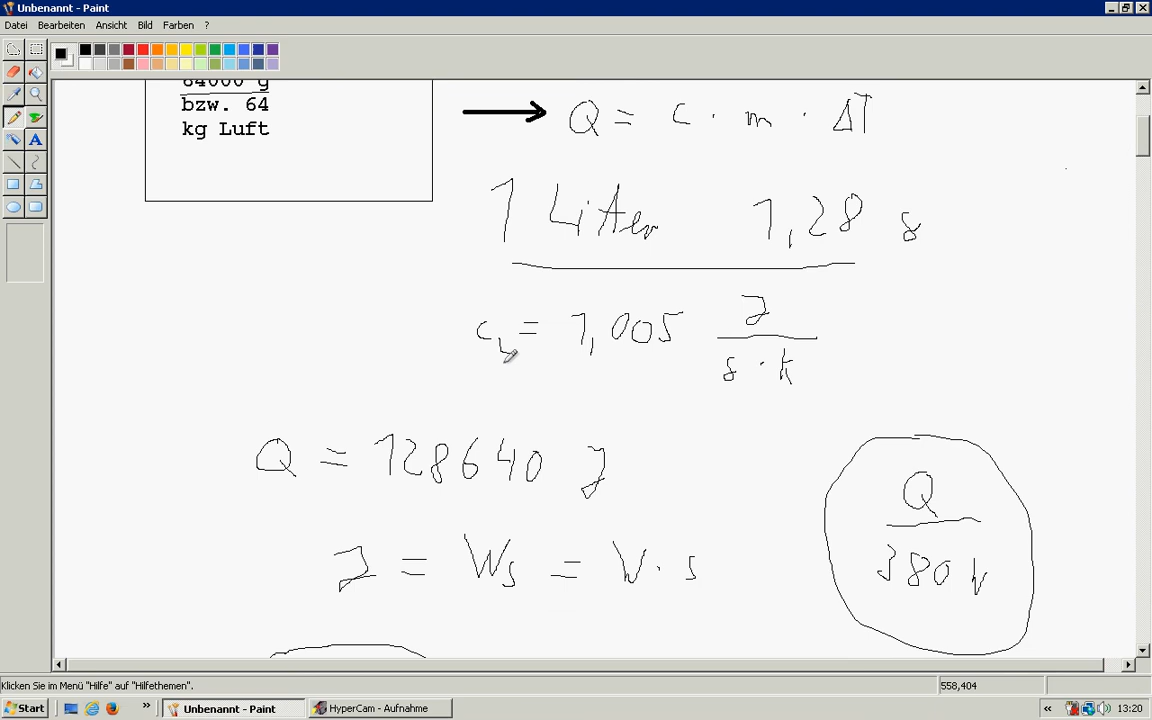 Unbenannt - Paint
Datei Bearbeiten Ansicht Bild Farben ?
64000 g
bzw. 64
kg Luft
Q = c · m · ΔT
1 Liter 1,28 g
c = 1,005 J
g · K
Q = 128640 J
J = Ws = V · s
Q
380 V
Klicken Sie im Menü "Hilfe" auf "Hilfethemen".
558,404
Start
»
Unbenannt - Paint
HyperCam - Aufnahme
«
13:20